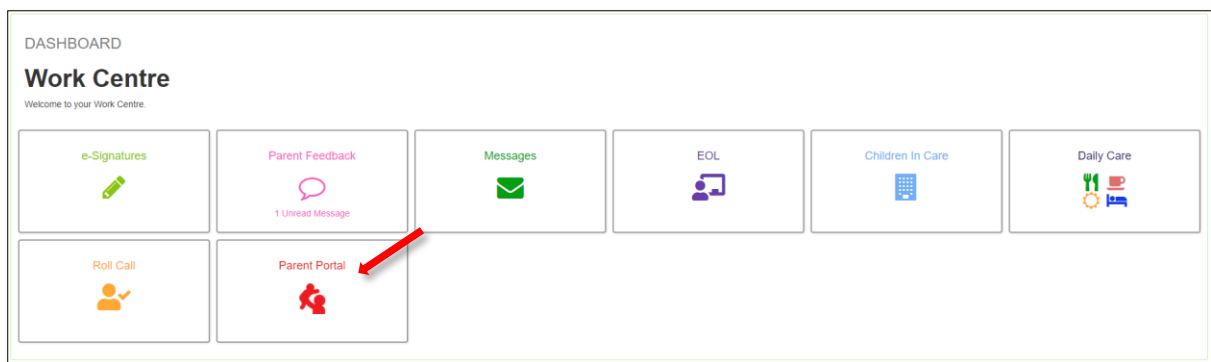 DASHBOARD
Work Centre
Welcome to your Work Centre.
e-Signatures
Parent Feedback
1 Unread Message
Messages
EOL
Children In Care
Daily Care
Roll Call
Parent Portal